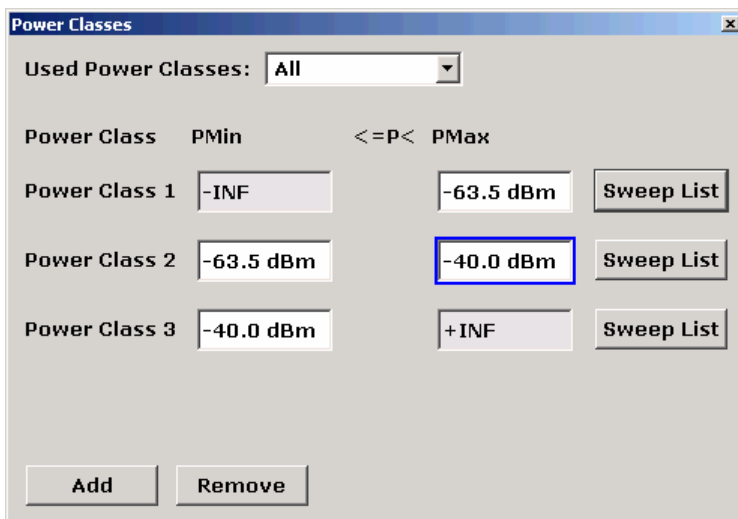 Power Classes
Used Power Classes: All
Power Class PMin <=P< PMax
Power Class 1 -INF -63.5 dBm Sweep List
Power Class 2 -63.5 dBm -40.0 dBm Sweep List
Power Class 3 -40.0 dBm +INF Sweep List
Add Remove